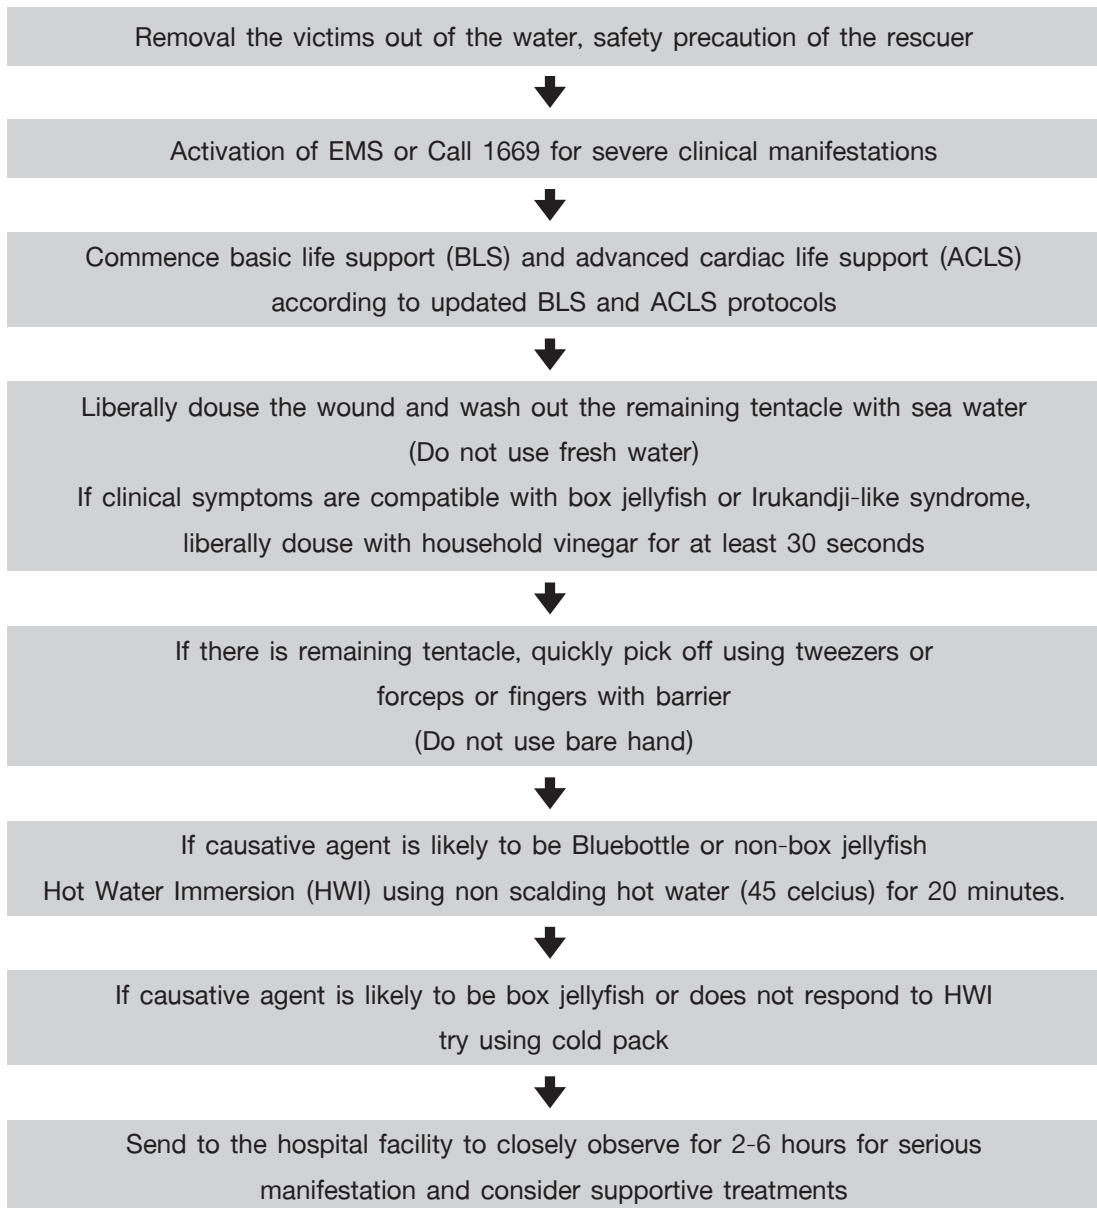 Removal the victims out of the water, safety precaution of the rescuer
Activation of EMS or Call 1669 for severe clinical manifestations
Commence basic life support (BLS) and advanced cardiac life support (ACLS)
according to updated BLS and ACLS protocols
Liberally douse the wound and wash out the remaining tentacle with sea water
(Do not use fresh water)
If clinical symptoms are compatible with box jellyfish or Irukandji-like syndrome,
liberally douse with household vinegar for at least 30 seconds
If there is remaining tentacle, quickly pick off using tweezers or
forceps or fingers with barrier
(Do not use bare hand)
If causative agent is likely to be Bluebottle or non-box jellyfish
Hot Water Immersion (HWI) using non scalding hot water (45 celcius) for 20 minutes.
If causative agent is likely to be box jellyfish or does not respond to HWI
try using cold pack
Send to the hospital facility to closely observe for 2-6 hours for serious
manifestation and consider supportive treatments